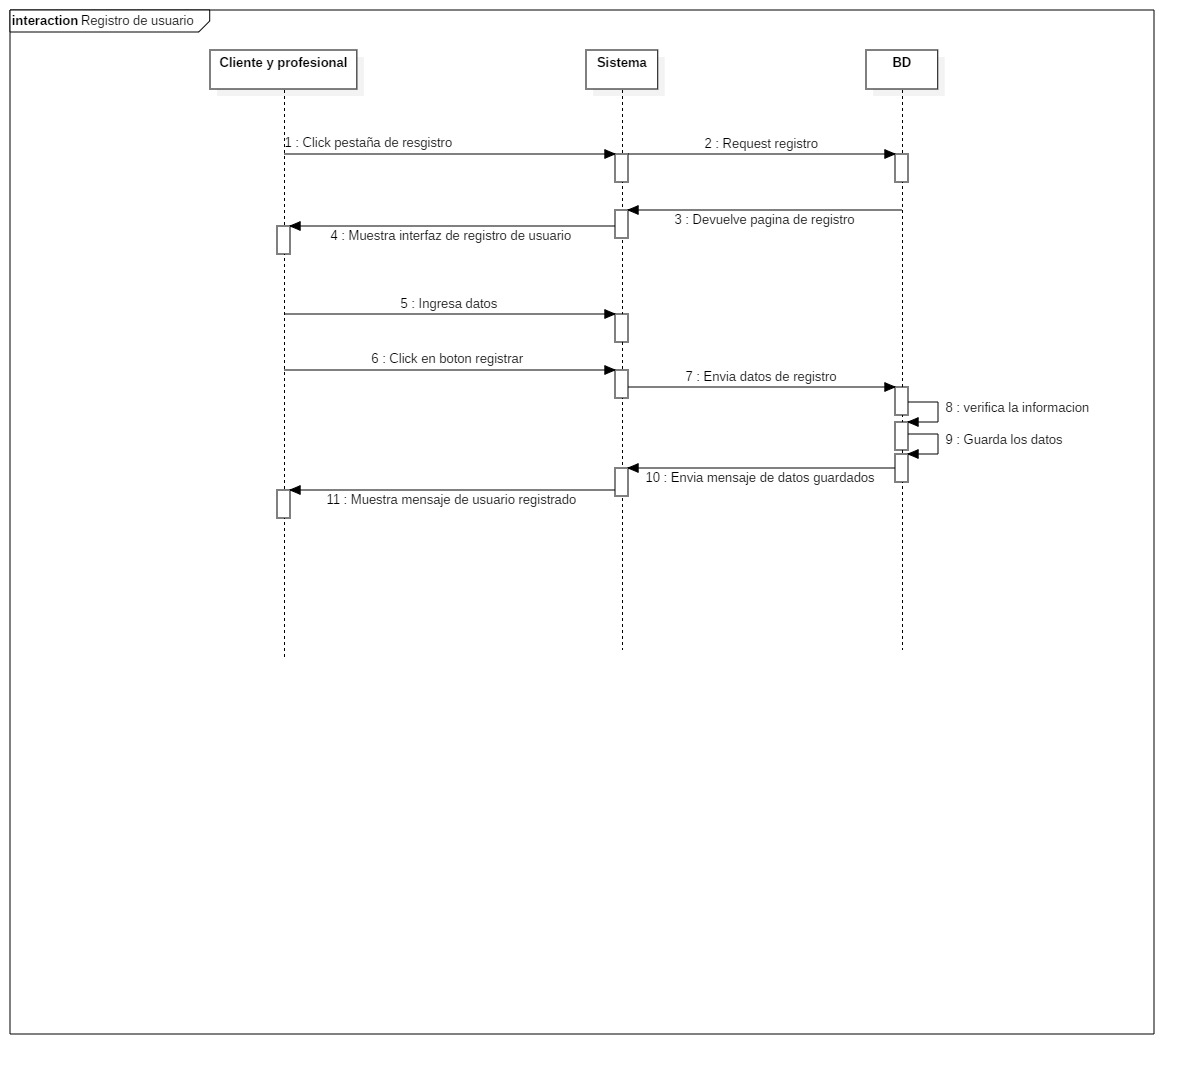 interaction Registro de usuario
Cliente y profesional
Sistema
BD
1 : Click pestaña de resgistro
2 : Request registro
3 : Devuelve pagina de registro
4 : Muestra interfaz de registro de usuario
5 : Ingresa datos
6 : Click en boton registrar
7 : Envia datos de registro
8 : verifica la informacion
9 : Guarda los datos
10 : Envia mensaje de datos guardados
11 : Muestra mensaje de usuario registrado